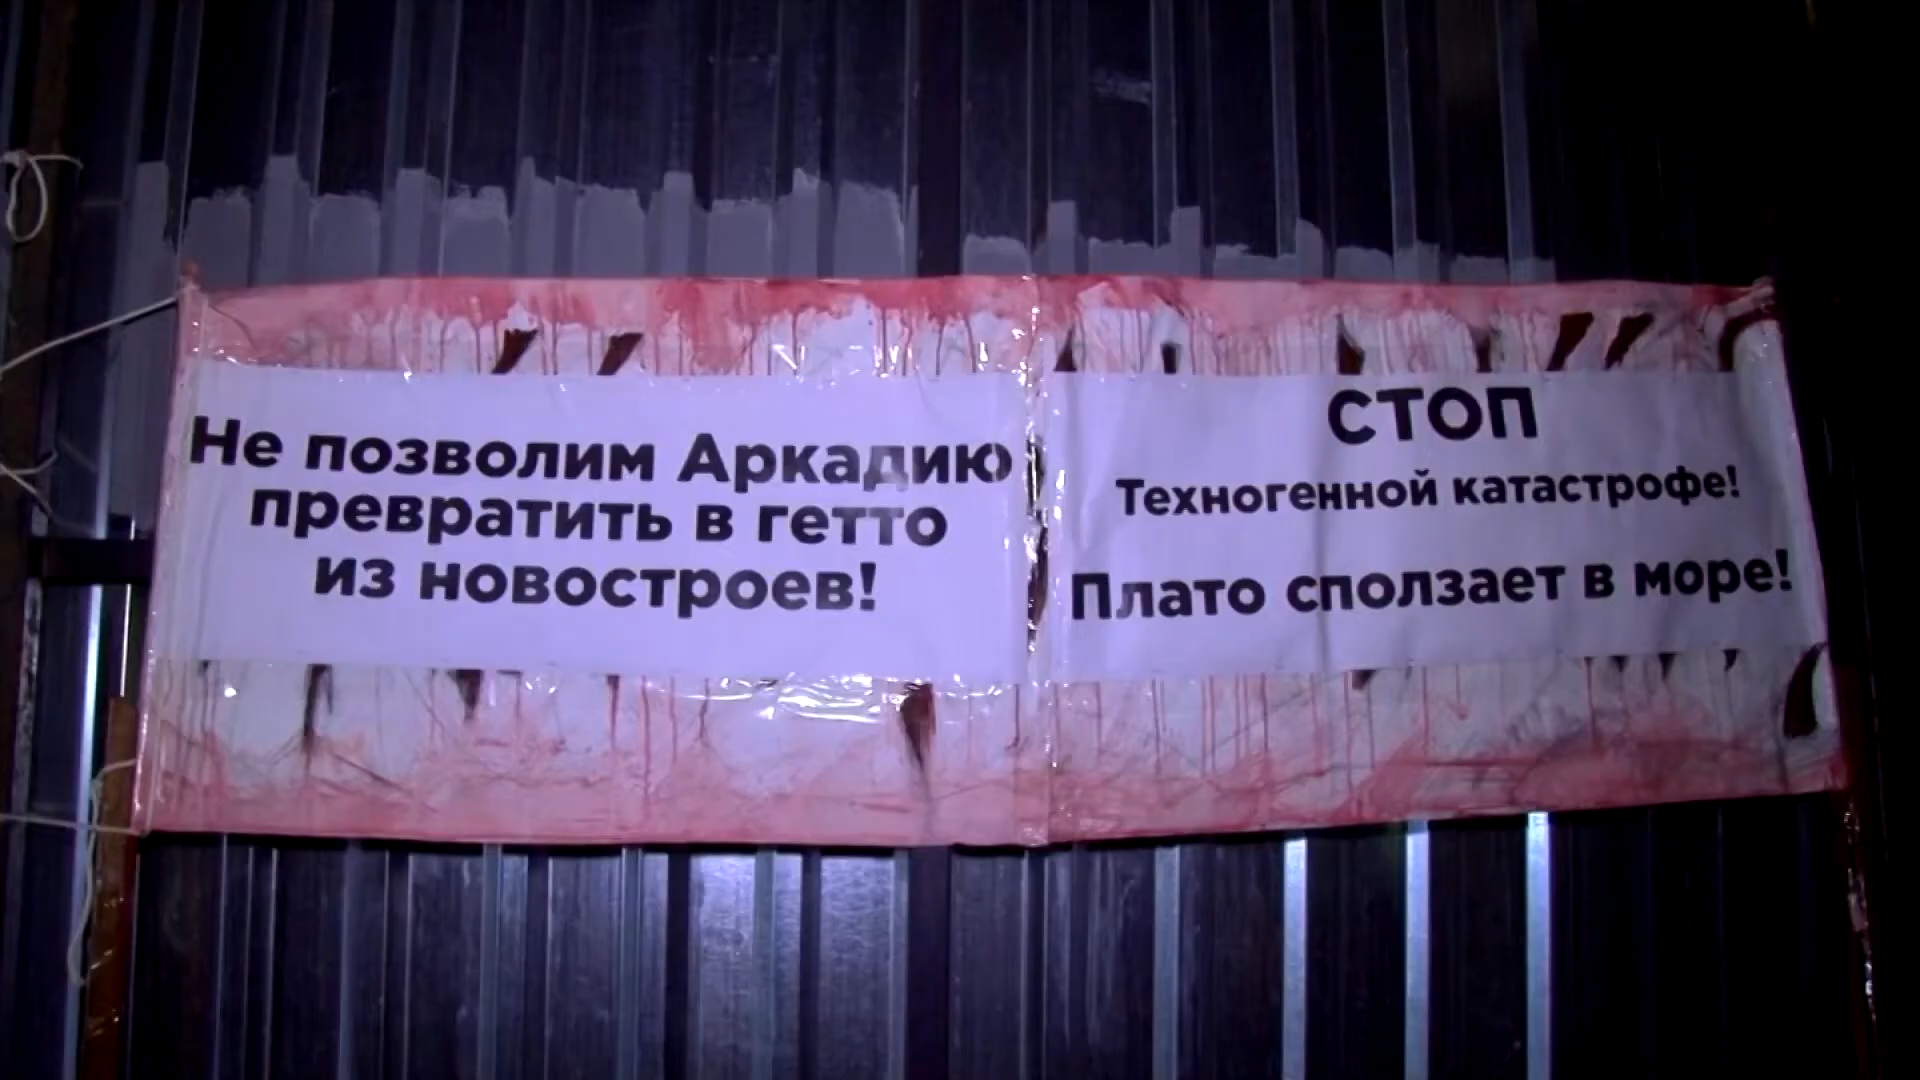 Не позволим Аркадию
превратить в гетто
из новостроев!
СТОП
Техногенной катастрофе!
Плато сползает в море!